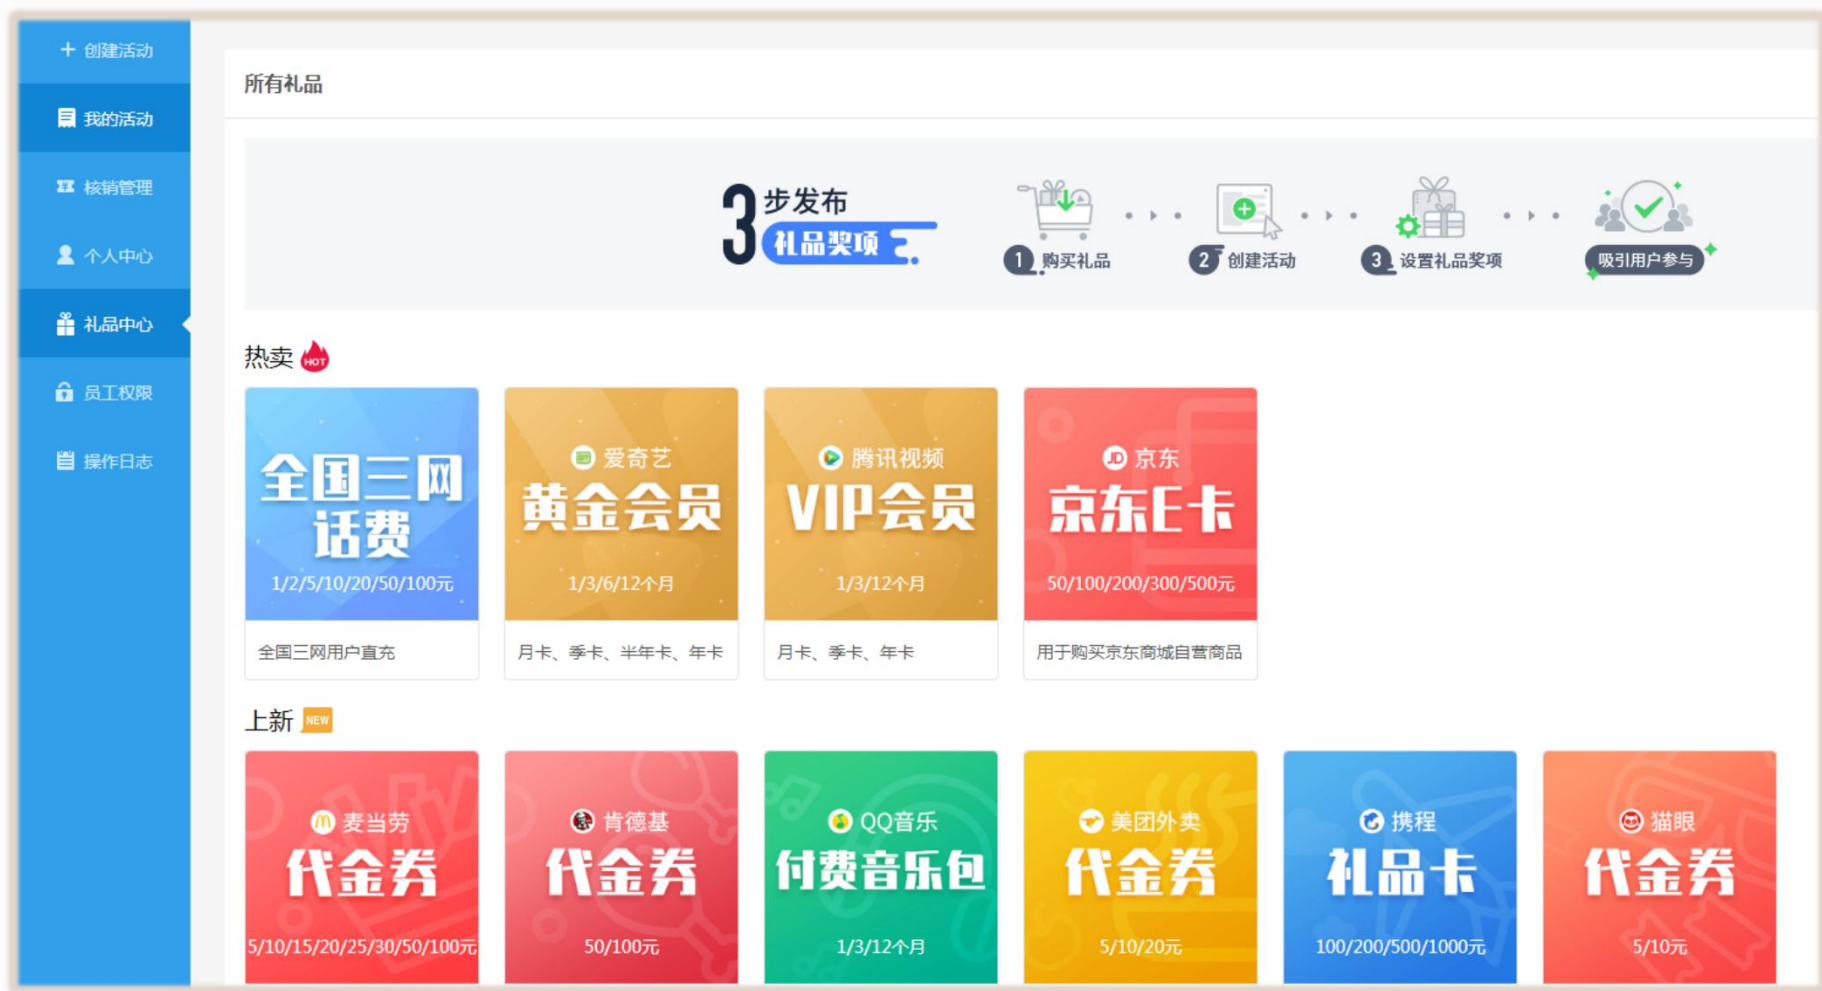 创建活动
我的活动
核销管理
个人中心
礼品中心
员工权限
操作日志
所有礼品
3步发布
礼品奖项
1 购买礼品
2 创建活动
3 设置礼品奖项
吸引用户参与
热卖 HOT
全国三网
话费
1/2/5/10/20/50/100元
全国三网用户直充
爱奇艺
黄金会员
1/3/6/12个月
月卡、季卡、半年卡、年卡
腾讯视频
VIP会员
1/3/12个月
月卡、季卡、年卡
JD 京东
京东E卡
50/100/200/300/500元
用于购买京东商城自营商品
上新 NEW
麦当劳
代金券
5/10/15/20/25/30/50/100元
肯德基
代金券
50/100元
QQ音乐
付费音乐包
1/3/12个月
美团外卖
代金券
5/10/20元
携程
礼品卡
100/200/500/1000元
猫眼
代金券
5/10元